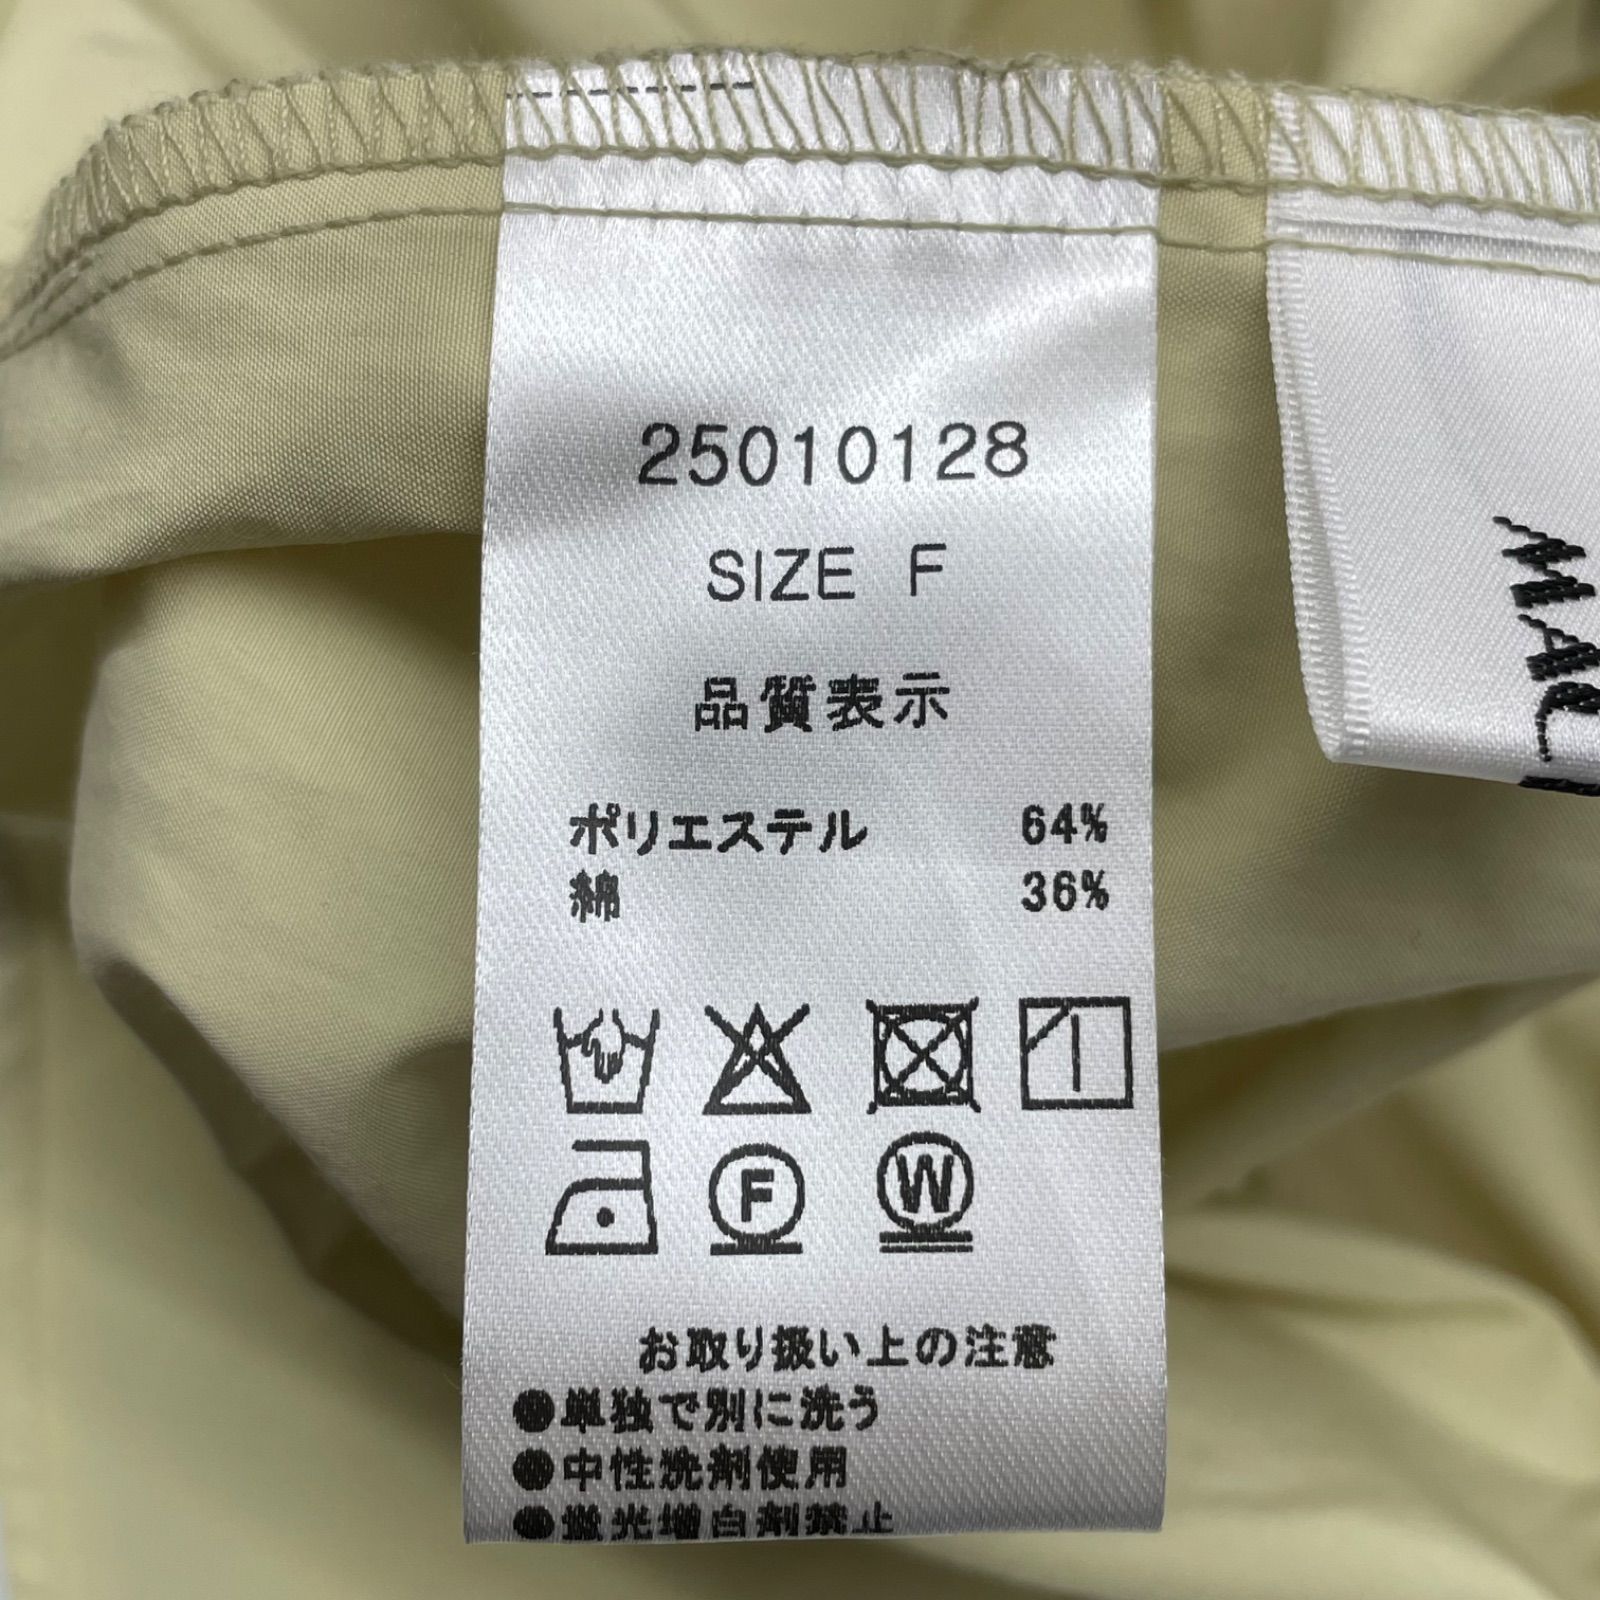 25010128
SIZE F
品質表示
ポリエステル 64%
綿 36%
F W
お取り扱い上の注意
●単独で別に洗う
●中性洗剤使用
●蛍光増白剤禁止